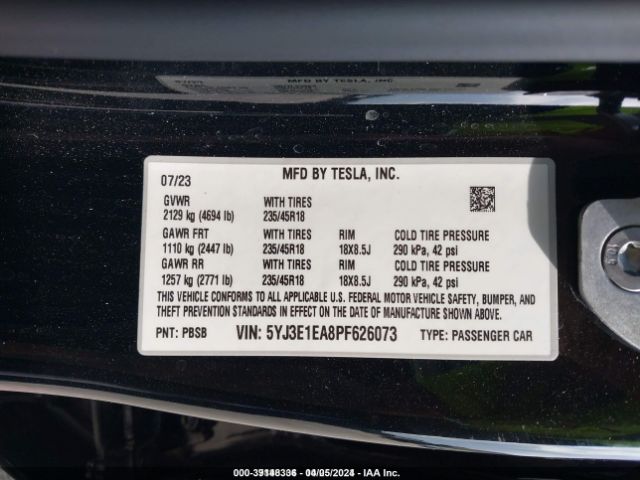 MFD BY TESLA, INC.
MFD BY TESLA, INC.
07/23
GVWR WITH TIRES
2129 kg (4694 lb) 235/45R18
GAWR FRT WITH TIRES RIM COLD TIRE PRESSURE
1110 kg (2447 lb) 235/45R18 18X8.5J 290 kPa, 42 psi
GAWR RR WITH TIRES RIM COLD TIRE PRESSURE
1257 kg (2771 lb) 235/45R18 18X8.5J 290 kPa, 42 psi
THIS VEHICLE CONFORMS TO ALL APPLICABLE U.S. FEDERAL MOTOR VEHICLE SAFETY, BUMPER, AND
THEFT PREVENTION STANDARDS IN EFFECT ON THE DATE OF MANUFACTURE SHOWN ABOVE.
PNT: PBSB VIN: 5YJ3E1EA8PF626073 TYPE: PASSENGER CAR
IAA Inc.